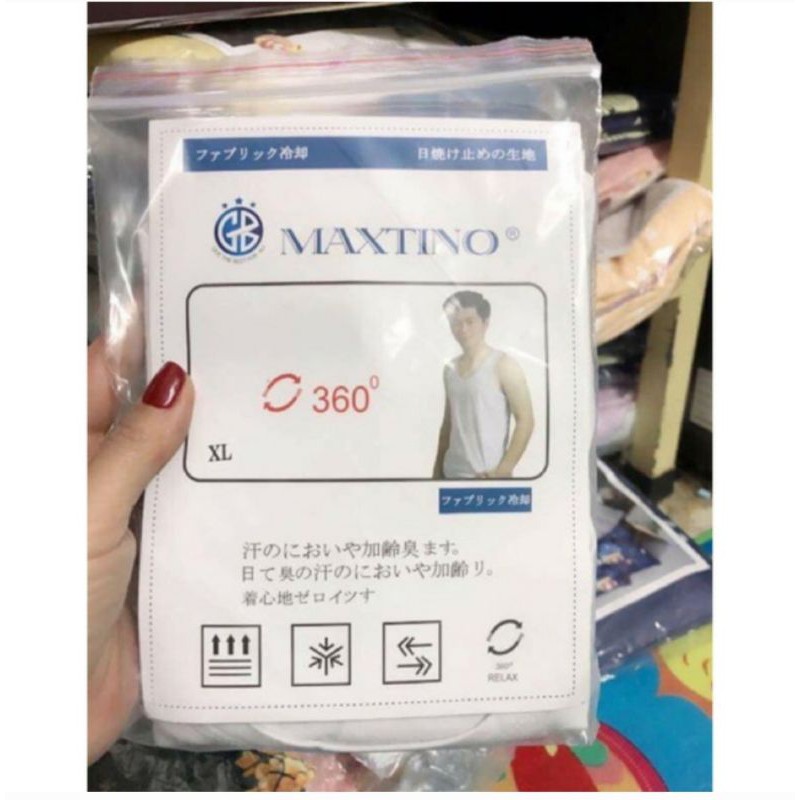 ファブリック冷却
日焼け止めの生地
GB
MAXTINO®
360⁰
XL
ファブリック冷却
汗のにおいや加齢臭ます。
日て臭の汗のにおいや加齢リ。
着心地ゼロイツす
360⁰
RELAX